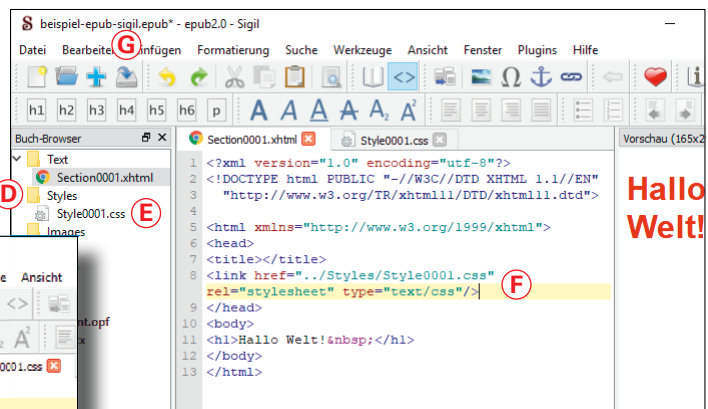 beispiel-epub-sigil.epub* - epub2.0 - Sigil
Datei Bearbeiten Einfügen Formatierung Suche Werkzeuge Ansicht Fenster Plugins Hilfe
G
h1 h2 h3 h4 h5 h6 p A A A A A₂ A²
Buch-Browser
Section0001.xhtml Style0001.css
Vorschau (165x2
Text
Section0001.xhtml
D
Styles
Style0001.css E
Images
1 <?xml version="1.0" encoding="utf-8"?>
2 <!DOCTYPE html PUBLIC "-//W3C//DTD XHTML 1.1//EN"
3 "http://www.w3.org/TR/xhtml11/DTD/xhtml11.dtd">
4
5 <html xmlns="http://www.w3.org/1999/xhtml">
6 <head>
7 <title></title>
8 <link href="../Styles/Style0001.css"
rel="stylesheet" type="text/css"/>
F
9 </head>
10 <body>
11 <h1>Hallo Welt!&nbsp;</h1>
12 </body>
13 </html>
Hallo
Welt!
e Ansicht
<>
A²
nt.opf
0001.css